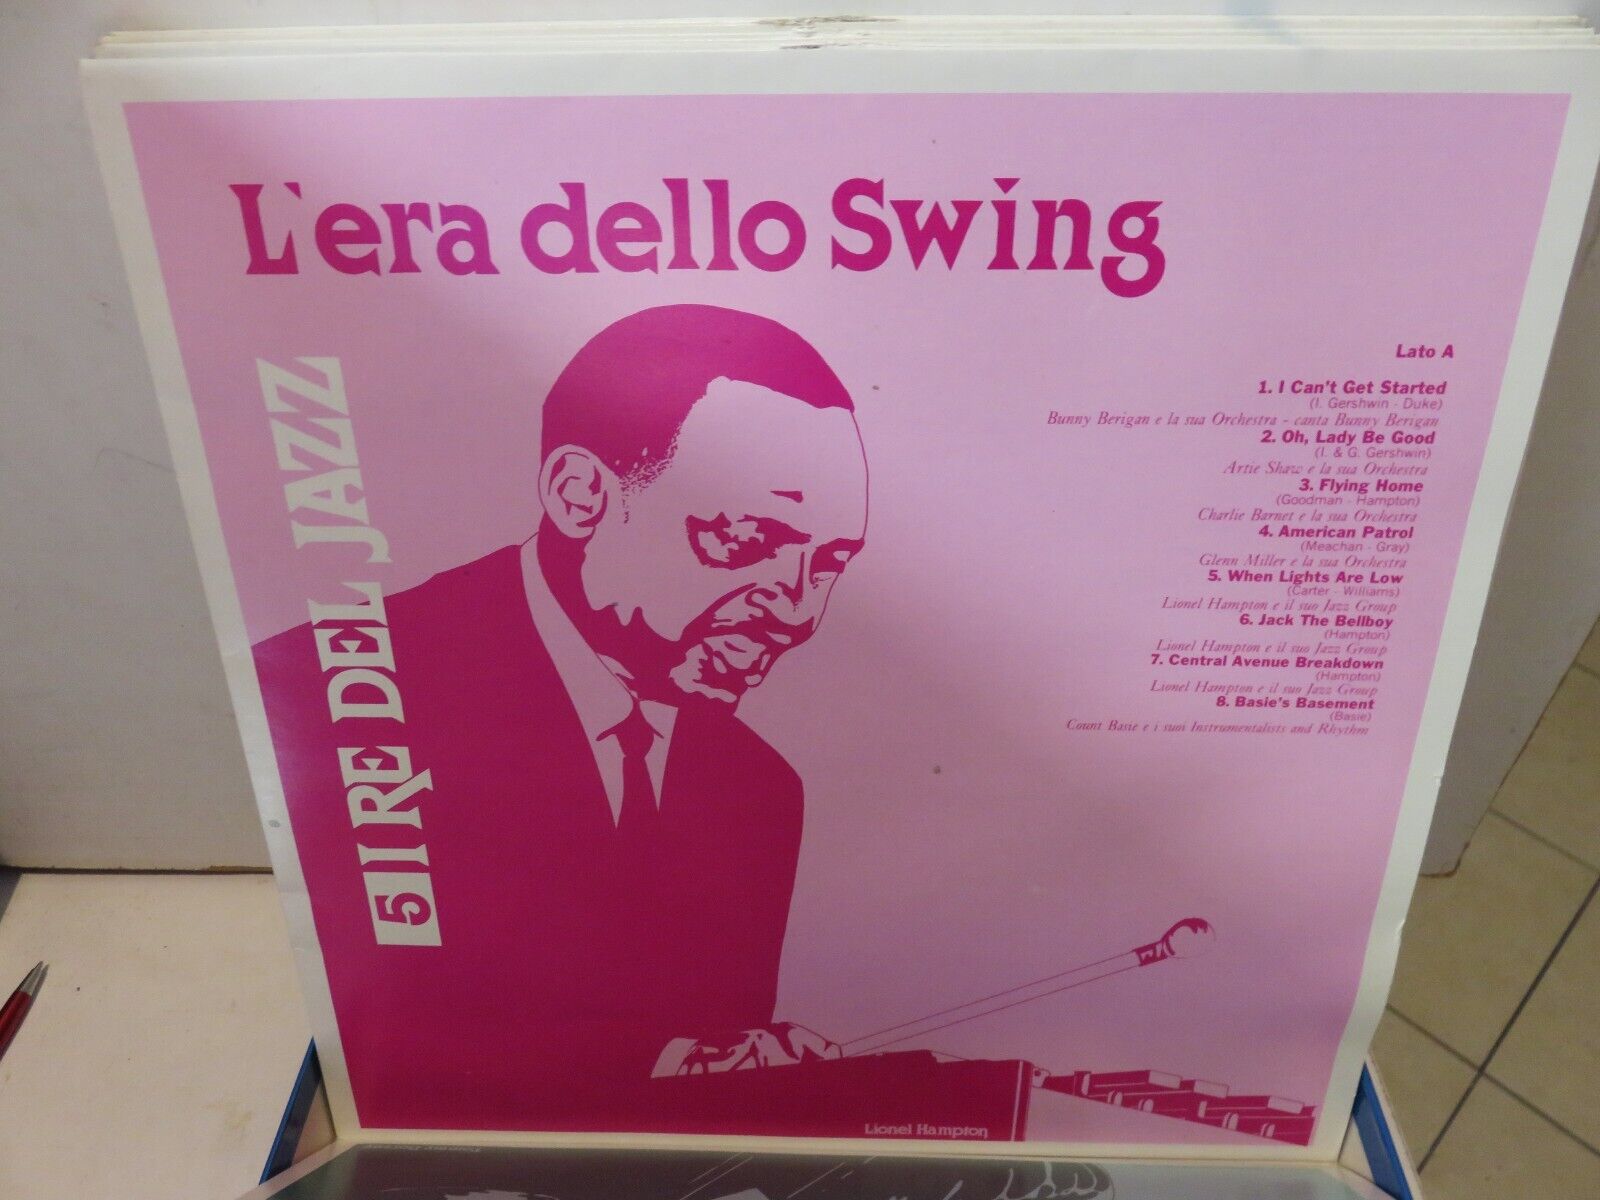 L'era dello Swing
5 I RE DEL JAZZ
Lato A
1. I Can't Get Started
(I. Gershwin - Duke)
Bunny Berigan e la sua Orchestra - canta Bunny Berigan
2. Oh, Lady Be Good
(I. & G. Gershwin)
Artie Shaw e la sua Orchestra
3. Flying Home
(Goodman - Hampton)
Charlie Barnet e la sua Orchestra
4. American Patrol
(Meachan - Gray)
Glenn Miller e la sua Orchestra
5. When Lights Are Low
(Carter - Williams)
Lionel Hampton e il suo Jazz Group
6. Jack The Bellboy
(Hampton)
Lionel Hampton e il suo Jazz Group
7. Central Avenue Breakdown
(Hampton)
Lionel Hampton e il suo Jazz Group
8. Basie's Basement
(Basie)
Count Basie e i suoi Instrumentalists and Rhythm
Lionel Hampton